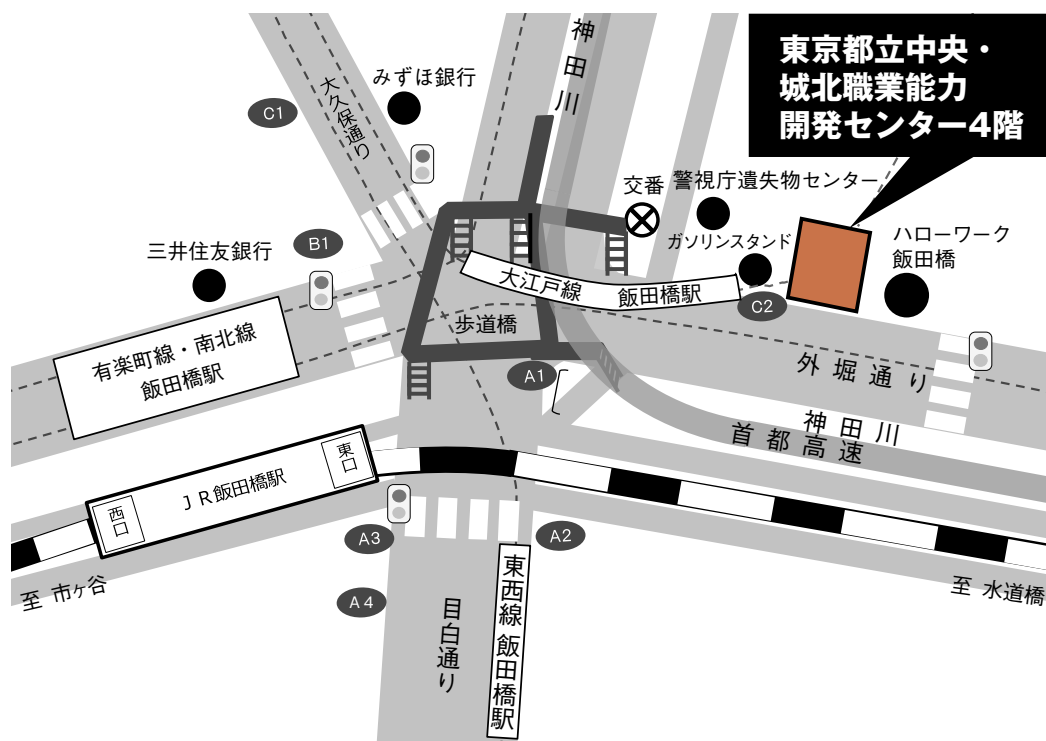 東京都立中央・
城北職業能力
開発センター4階
神田川
みずほ銀行
C1
大久保通り
交番
警視庁遺失物センター
ガソリンスタンド
ハローワーク
飯田橋
B1
三井住友銀行
大江戸線 飯田橋駅
C2
歩道橋
有楽町線・南北線
飯田橋駅
A1
外堀通り
神田川
首都高速
東口
JR飯田橋駅
西口
A3
A2
至 市ヶ谷
A4
目白通り
東西線 飯田橋駅
至 水道橋